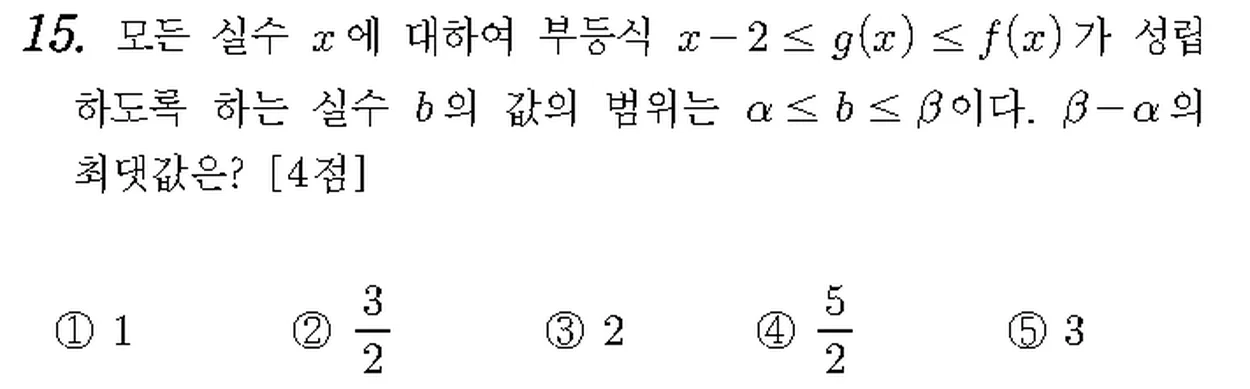 15. 모든 실수 x에 대하여 부등식 x-2 ≤ g(x) ≤ f(x)가 성립
하도록 하는 실수 b의 값의 범위는 α ≤ b ≤ β이다. β-α의
최댓값은? [4점]
① 1 ② 3/2 ③ 2 ④ 5/2 ⑤ 3